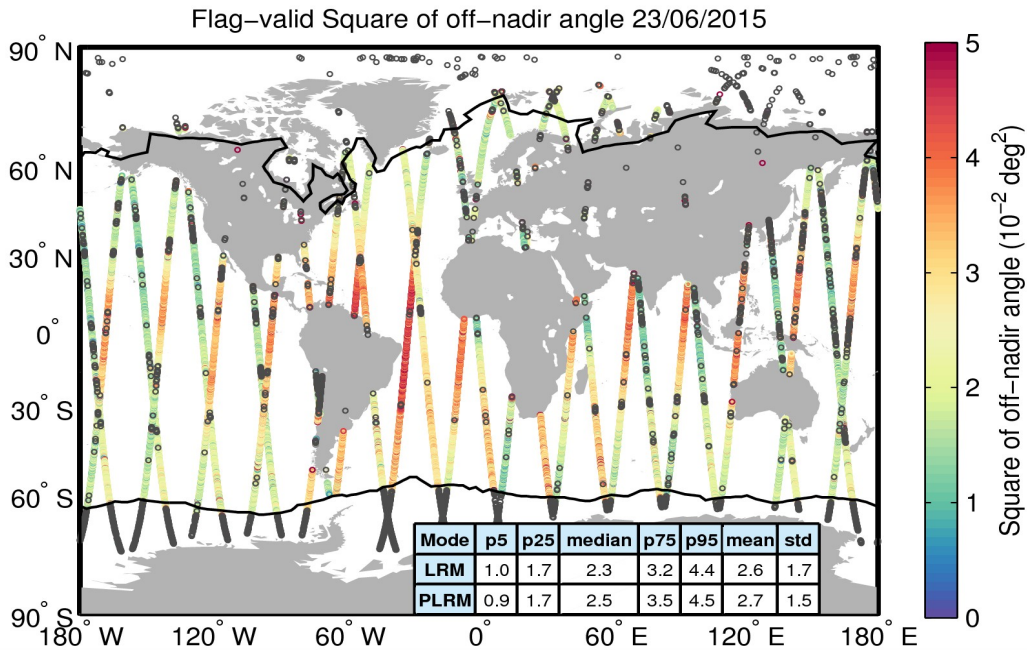 Flag−valid Square of off−nadir angle 23/06/2015
90° N
60° N
30° N
0°
30° S
60° S
90° S
180° W
120° W
60° W
0°
60° E
120° E
180° E
Mode p5 p25 median p75 p95 mean std
LRM 1.0 1.7 2.3 3.2 4.4 2.6 1.7
PLRM 0.9 1.7 2.5 3.5 4.5 2.7 1.5
5
4
3
2
1
0
Square of off−nadir angle (10⁻² deg²)